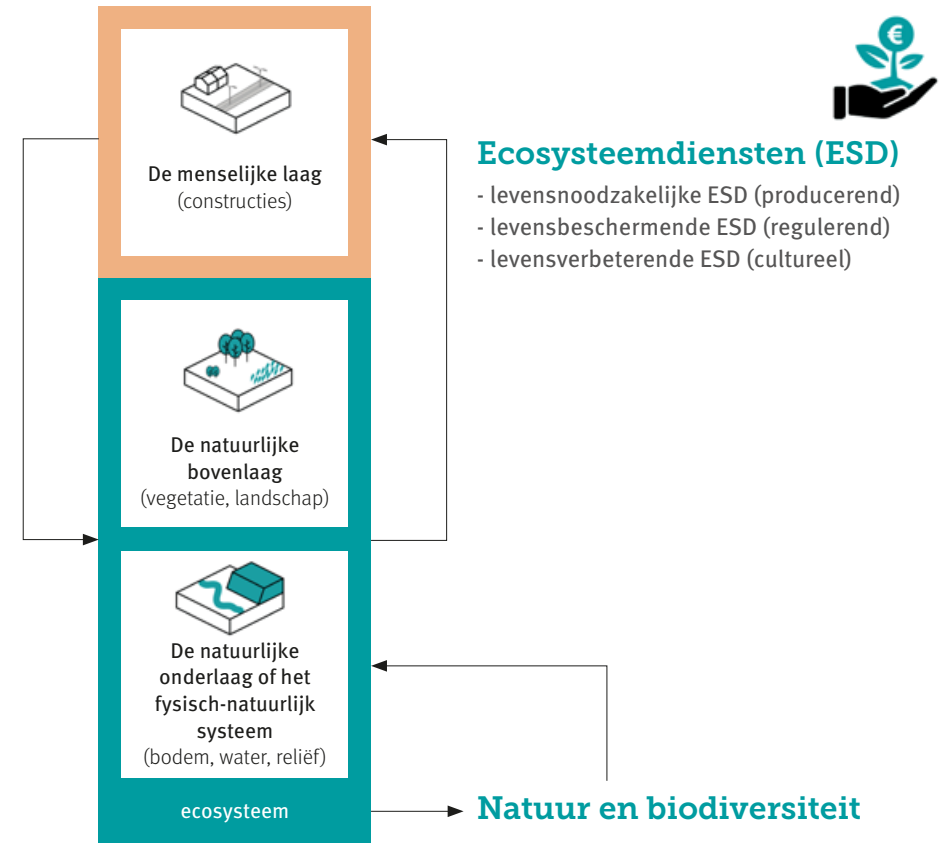 De menselijke laag
(constructies)
€
Ecosysteemdiensten (ESD)
- levensnoodzakelijke ESD (producerend)
- levensbeschermende ESD (regulerend)
- levensverbeterende ESD (cultureel)
De natuurlijke
bovenlaag
(vegetatie, landschap)
De natuurlijke
onderlaag of het
fysisch-natuurlijk
systeem
(bodem, water, reliëf)
ecosysteem
Natuur en biodiversiteit